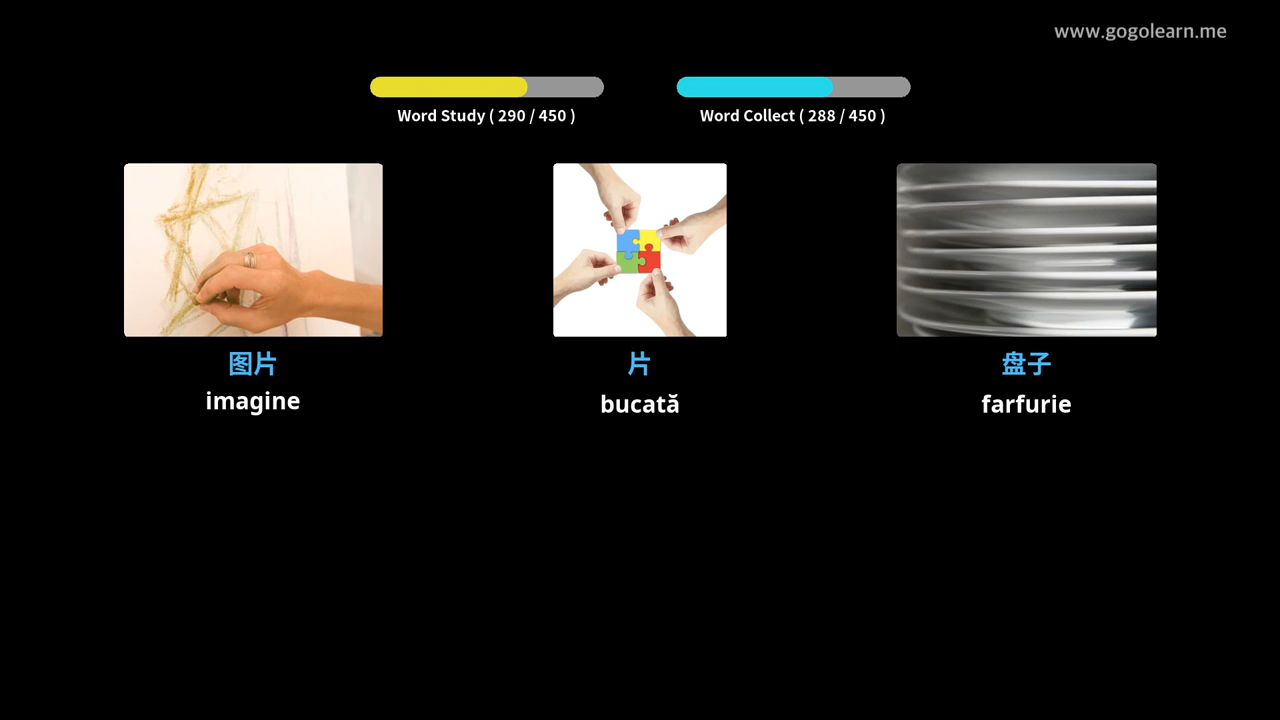 www.gogolearn.me
Word Study ( 290 / 450 )
Word Collect ( 288 / 450 )
图片
imagine
片
bucată
盘子
farfurie